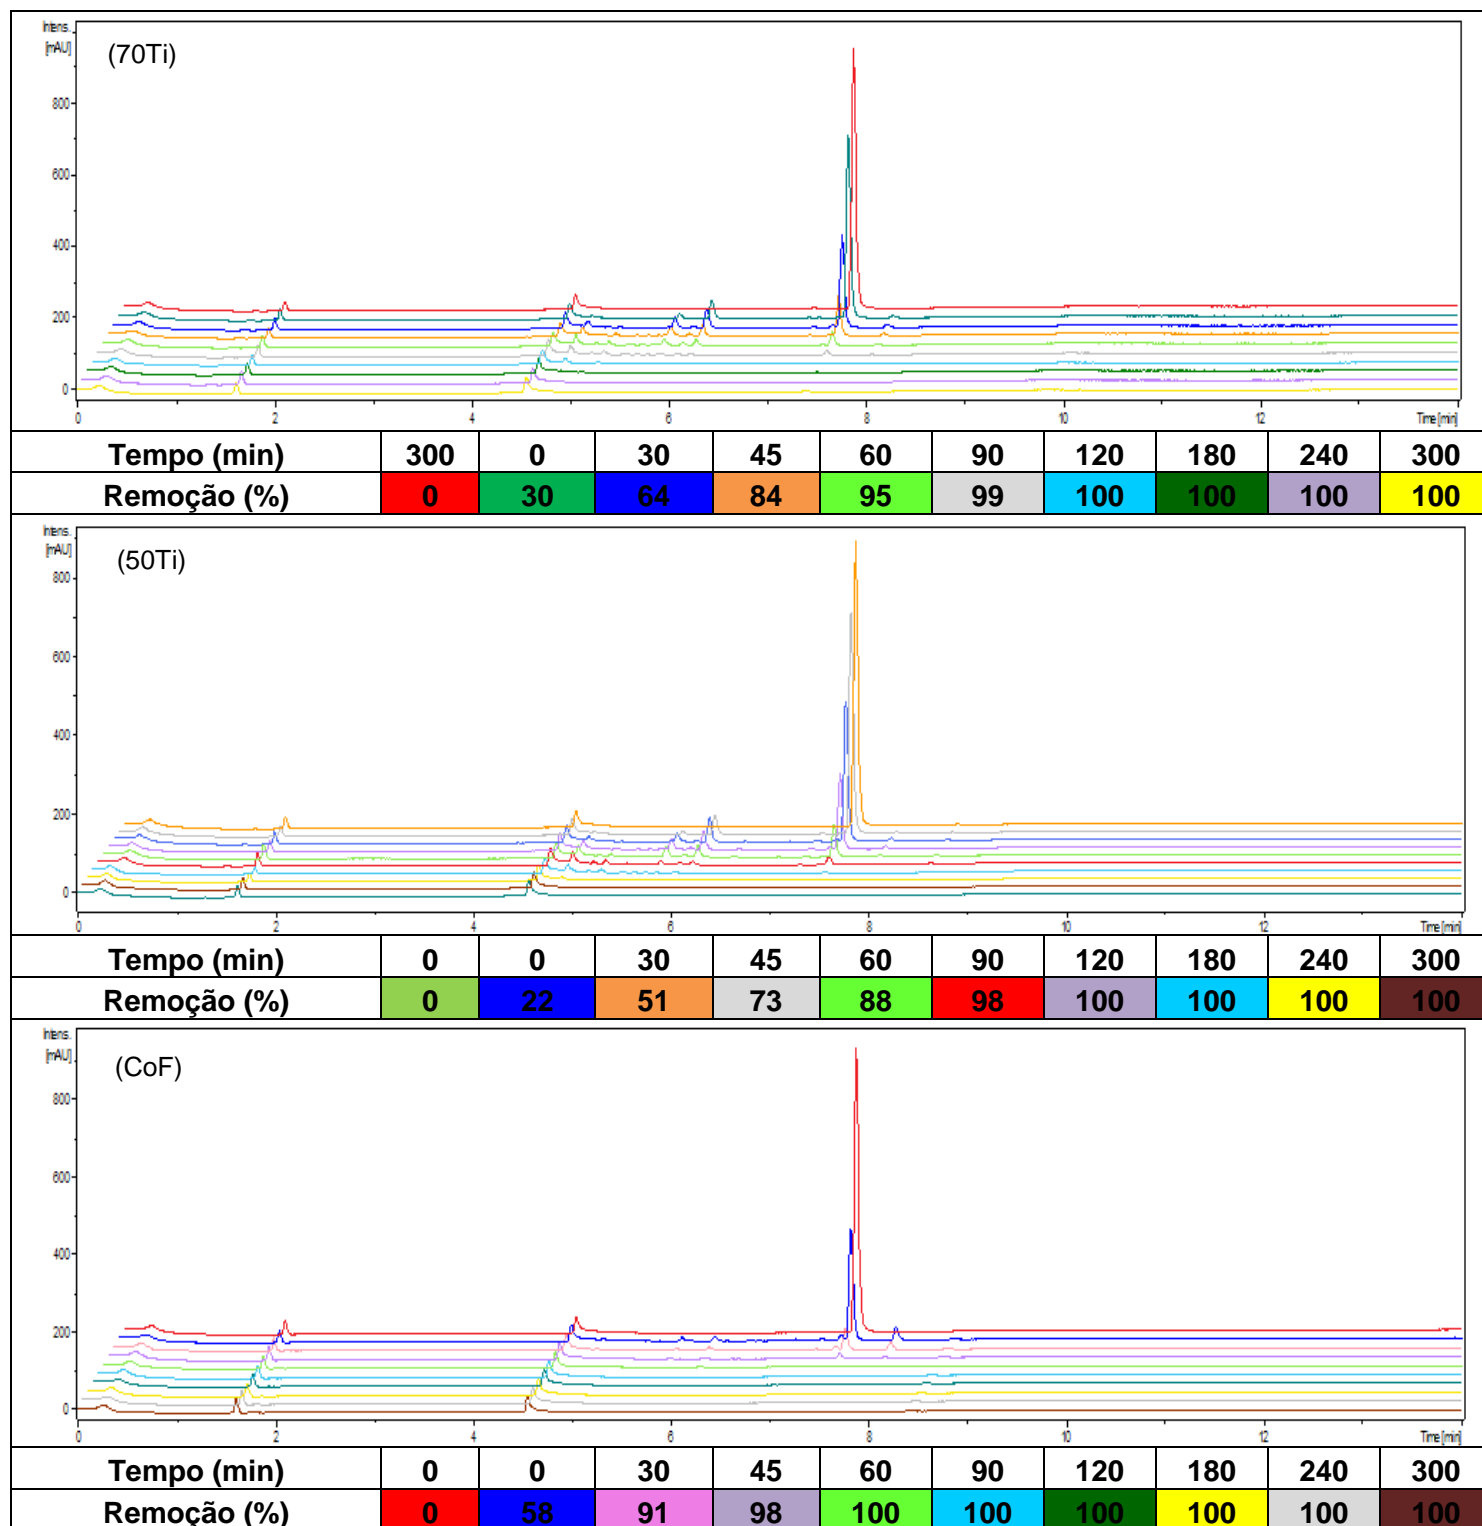 Intens.
[mAU]
(70Ti)
800
600
400
200
0
0 2 4 6 8 10 12 Time [min]
Tempo (min) 300 0 30 45 60 90 120 180 240 300
Remoção (%) 0 30 64 84 95 99 100 100 100 100
Intens.
[mAU]
(50Ti)
800
600
400
200
0
0 2 4 6 8 10 12 Time [min]
Tempo (min) 0 0 30 45 60 90 120 180 240 300
Remoção (%) 0 22 51 73 88 98 100 100 100 100
Intens.
[mAU]
(CoF)
800
600
400
200
0
0 2 4 6 8 10 12 Time [min]
Tempo (min) 0 0 30 45 60 90 120 180 240 300
Remoção (%) 0 58 91 98 100 100 100 100 100 100